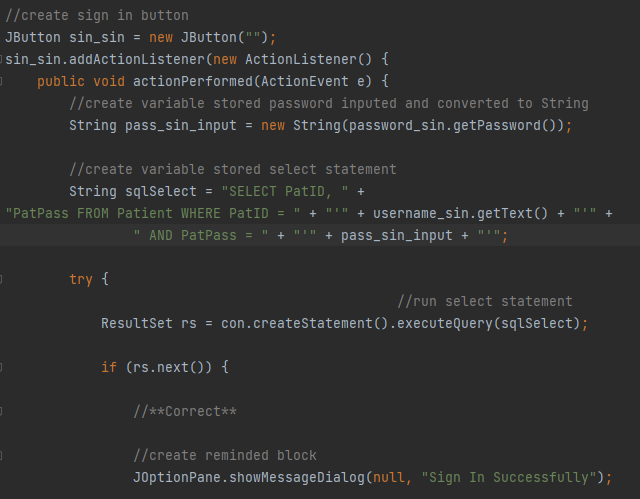 //create sign in button
JButton sin_sin = new JButton("");
sin_sin.addActionListener(new ActionListener() {
public void actionPerformed(ActionEvent e) {
//create variable stored password inputed and converted to String
String pass_sin_input = new String(password_sin.getPassword());
//create variable stored select statement
String sqlSelect = "SELECT PatID, " +
"PatPass FROM Patient WHERE PatID = " + "'" + username_sin.getText() + "'" +
" AND PatPass = " + "'" + pass_sin_input + "'";
try {
//run select statement
ResultSet rs = con.createStatement().executeQuery(sqlSelect);
if (rs.next()) {
//**Correct**
//create reminded block
JOptionPane.showMessageDialog(null, "Sign In Successfully");